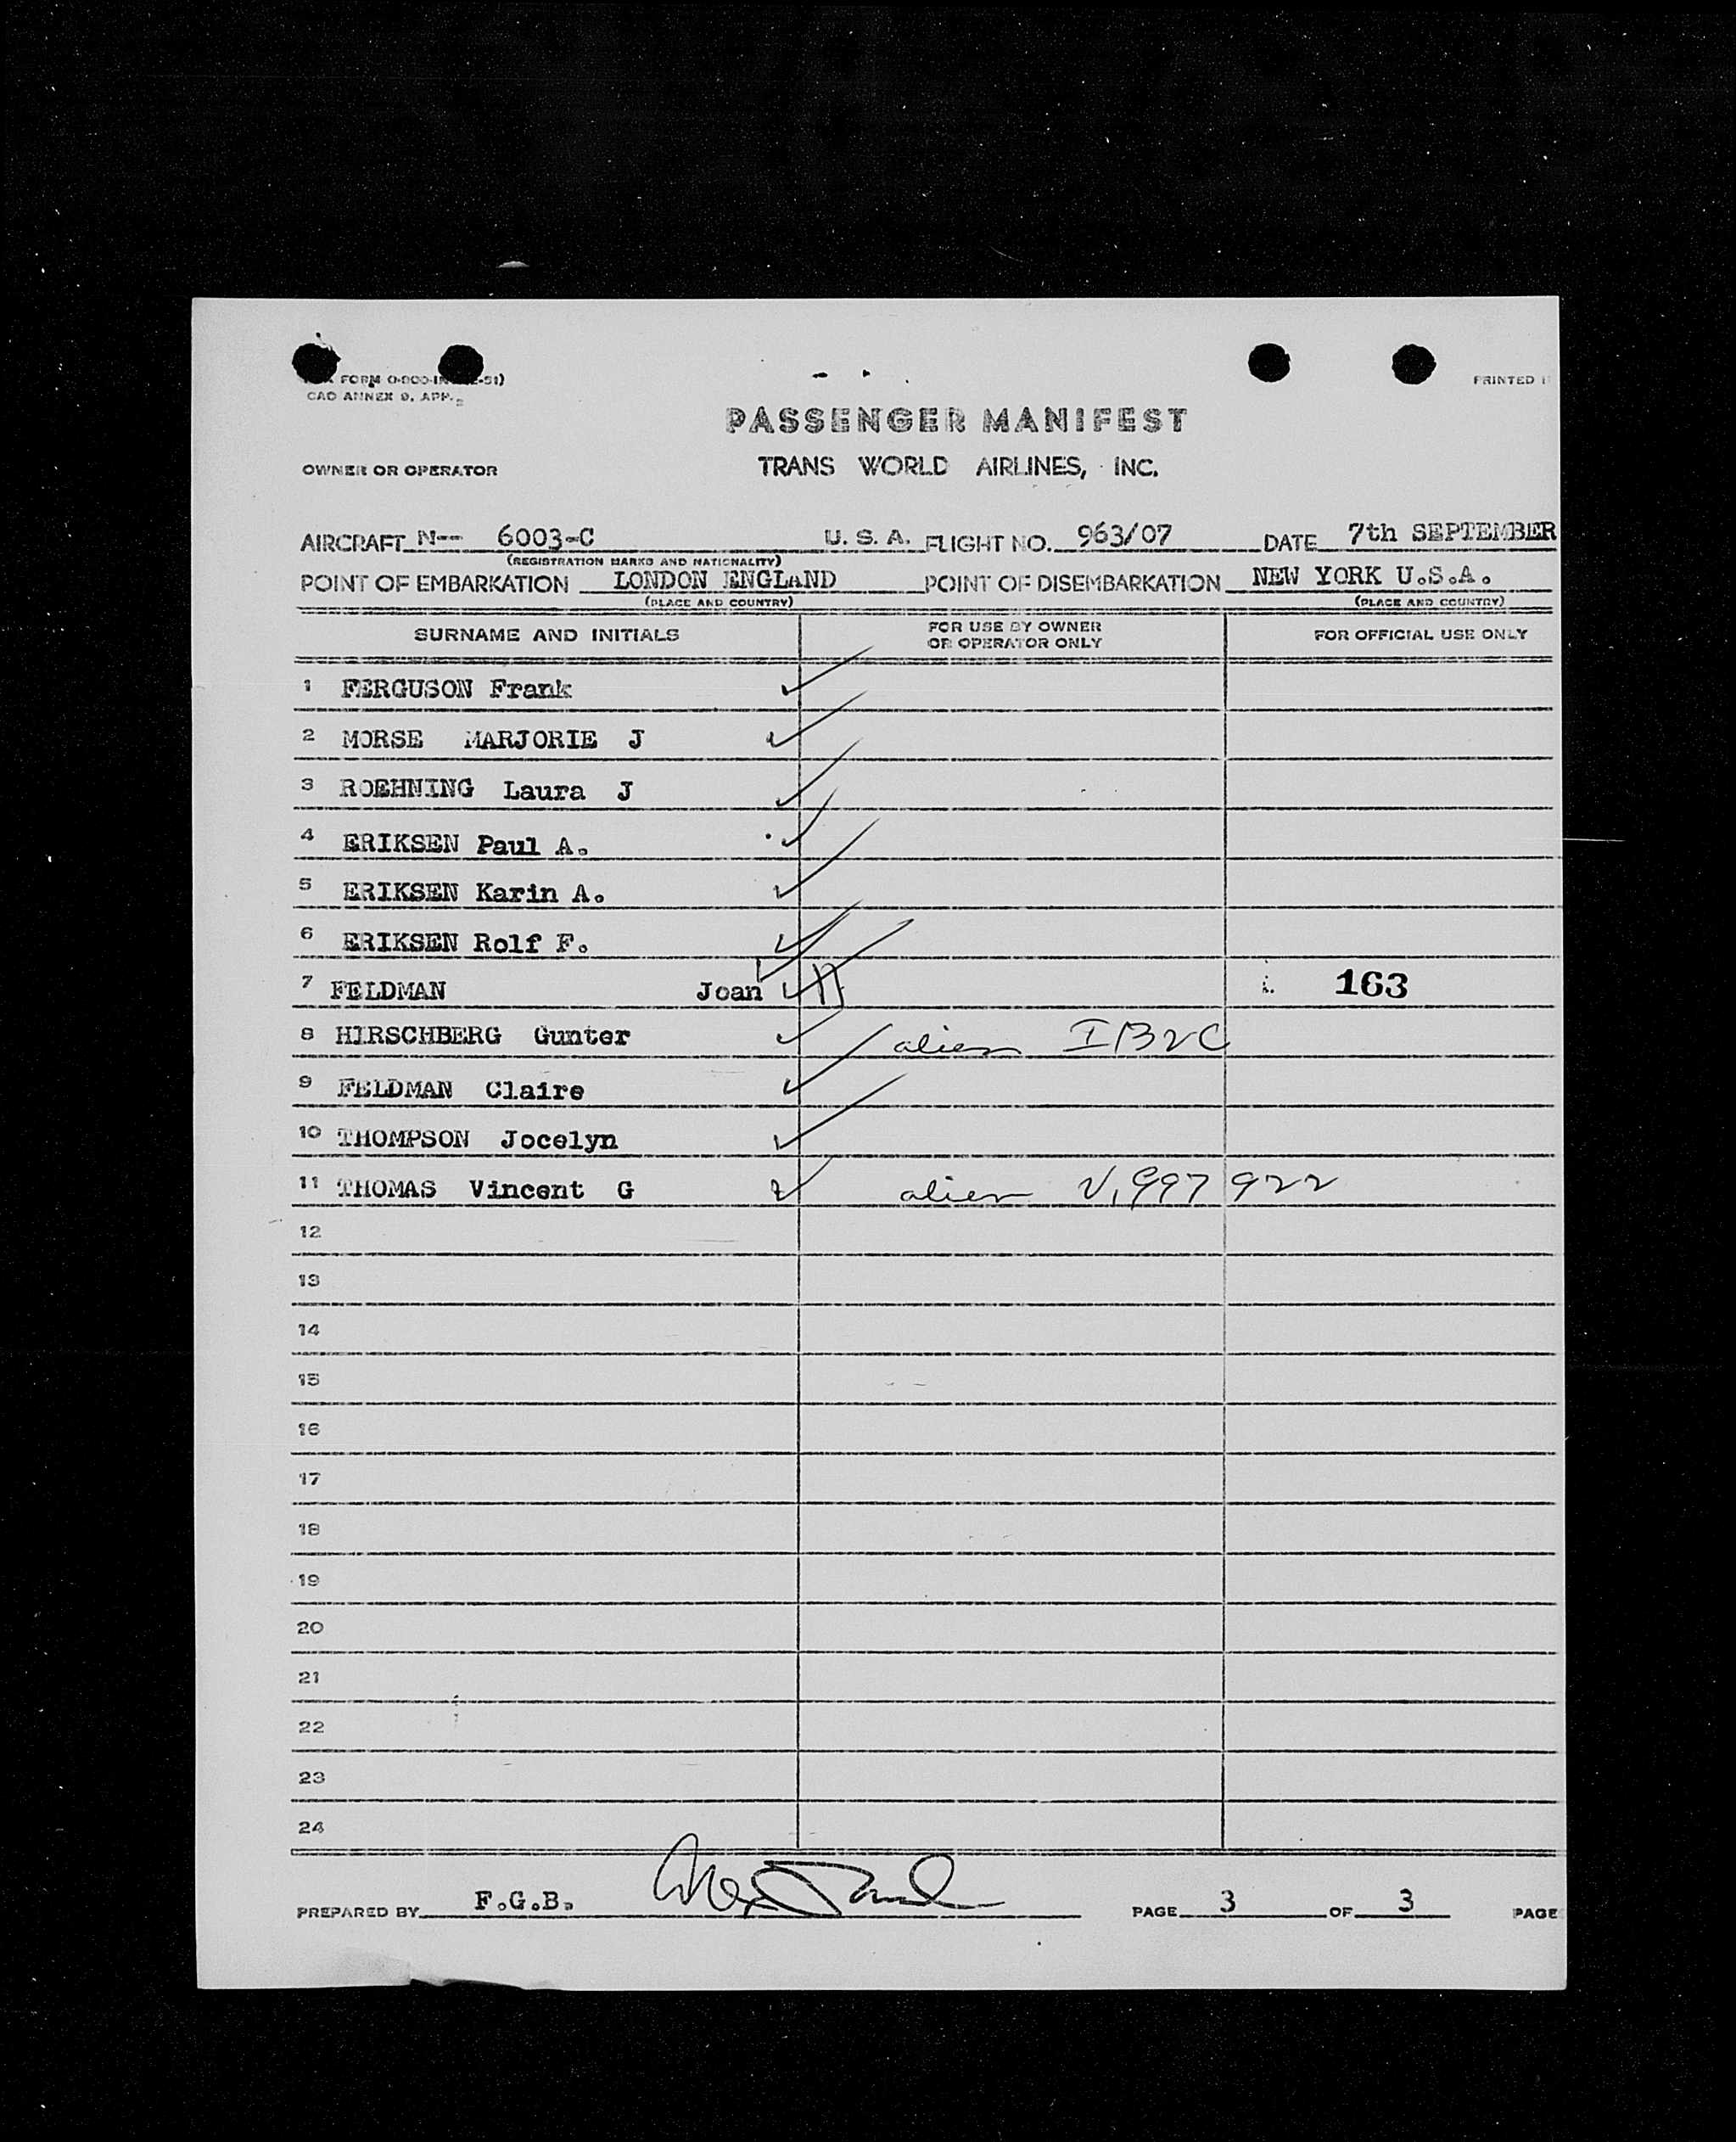 FORM 0-000-IN -51)
CAO ANNEX 9, APP.
PRINTED I
PASSENGER MANIFEST
OWNER OR OPERATOR TRANS WORLD AIRLINES, INC.
AIRCRAFT N-- 6003-C U. S. A. FLIGHT NO. 963/07 DATE 7th SEPTEMBER
(REGISTRATION MARKS AND NATIONALITY)
POINT OF EMBARKATION LONDON ENGLAND POINT OF DISEMBARKATION NEW YORK U.S.A.
(PLACE AND COUNTRY) (PLACE AND COUNTRY)
SURNAME AND INITIALS FOR USE BY OWNER OR OPERATOR ONLY FOR OFFICIAL USE ONLY
1 FERGUSON Frank
2 MORSE MARJORIE J
3 ROEHNING Laura J
4 ERIKSEN Paul A.
5 ERIKSEN Karin A.
6 ERIKSEN Rolf F.
7 FELDMAN Joan 163
8 HIRSCHBERG Gunter alien
9 FELDMAN Claire
10 THOMPSON Jocelyn
11 THOMAS Vincent G alien V,997 922
12
13
14
15
16
17
18
19
20
21
22
23
24
PREPARED BY F.G.B. PAGE 3 OF 3 PAGE